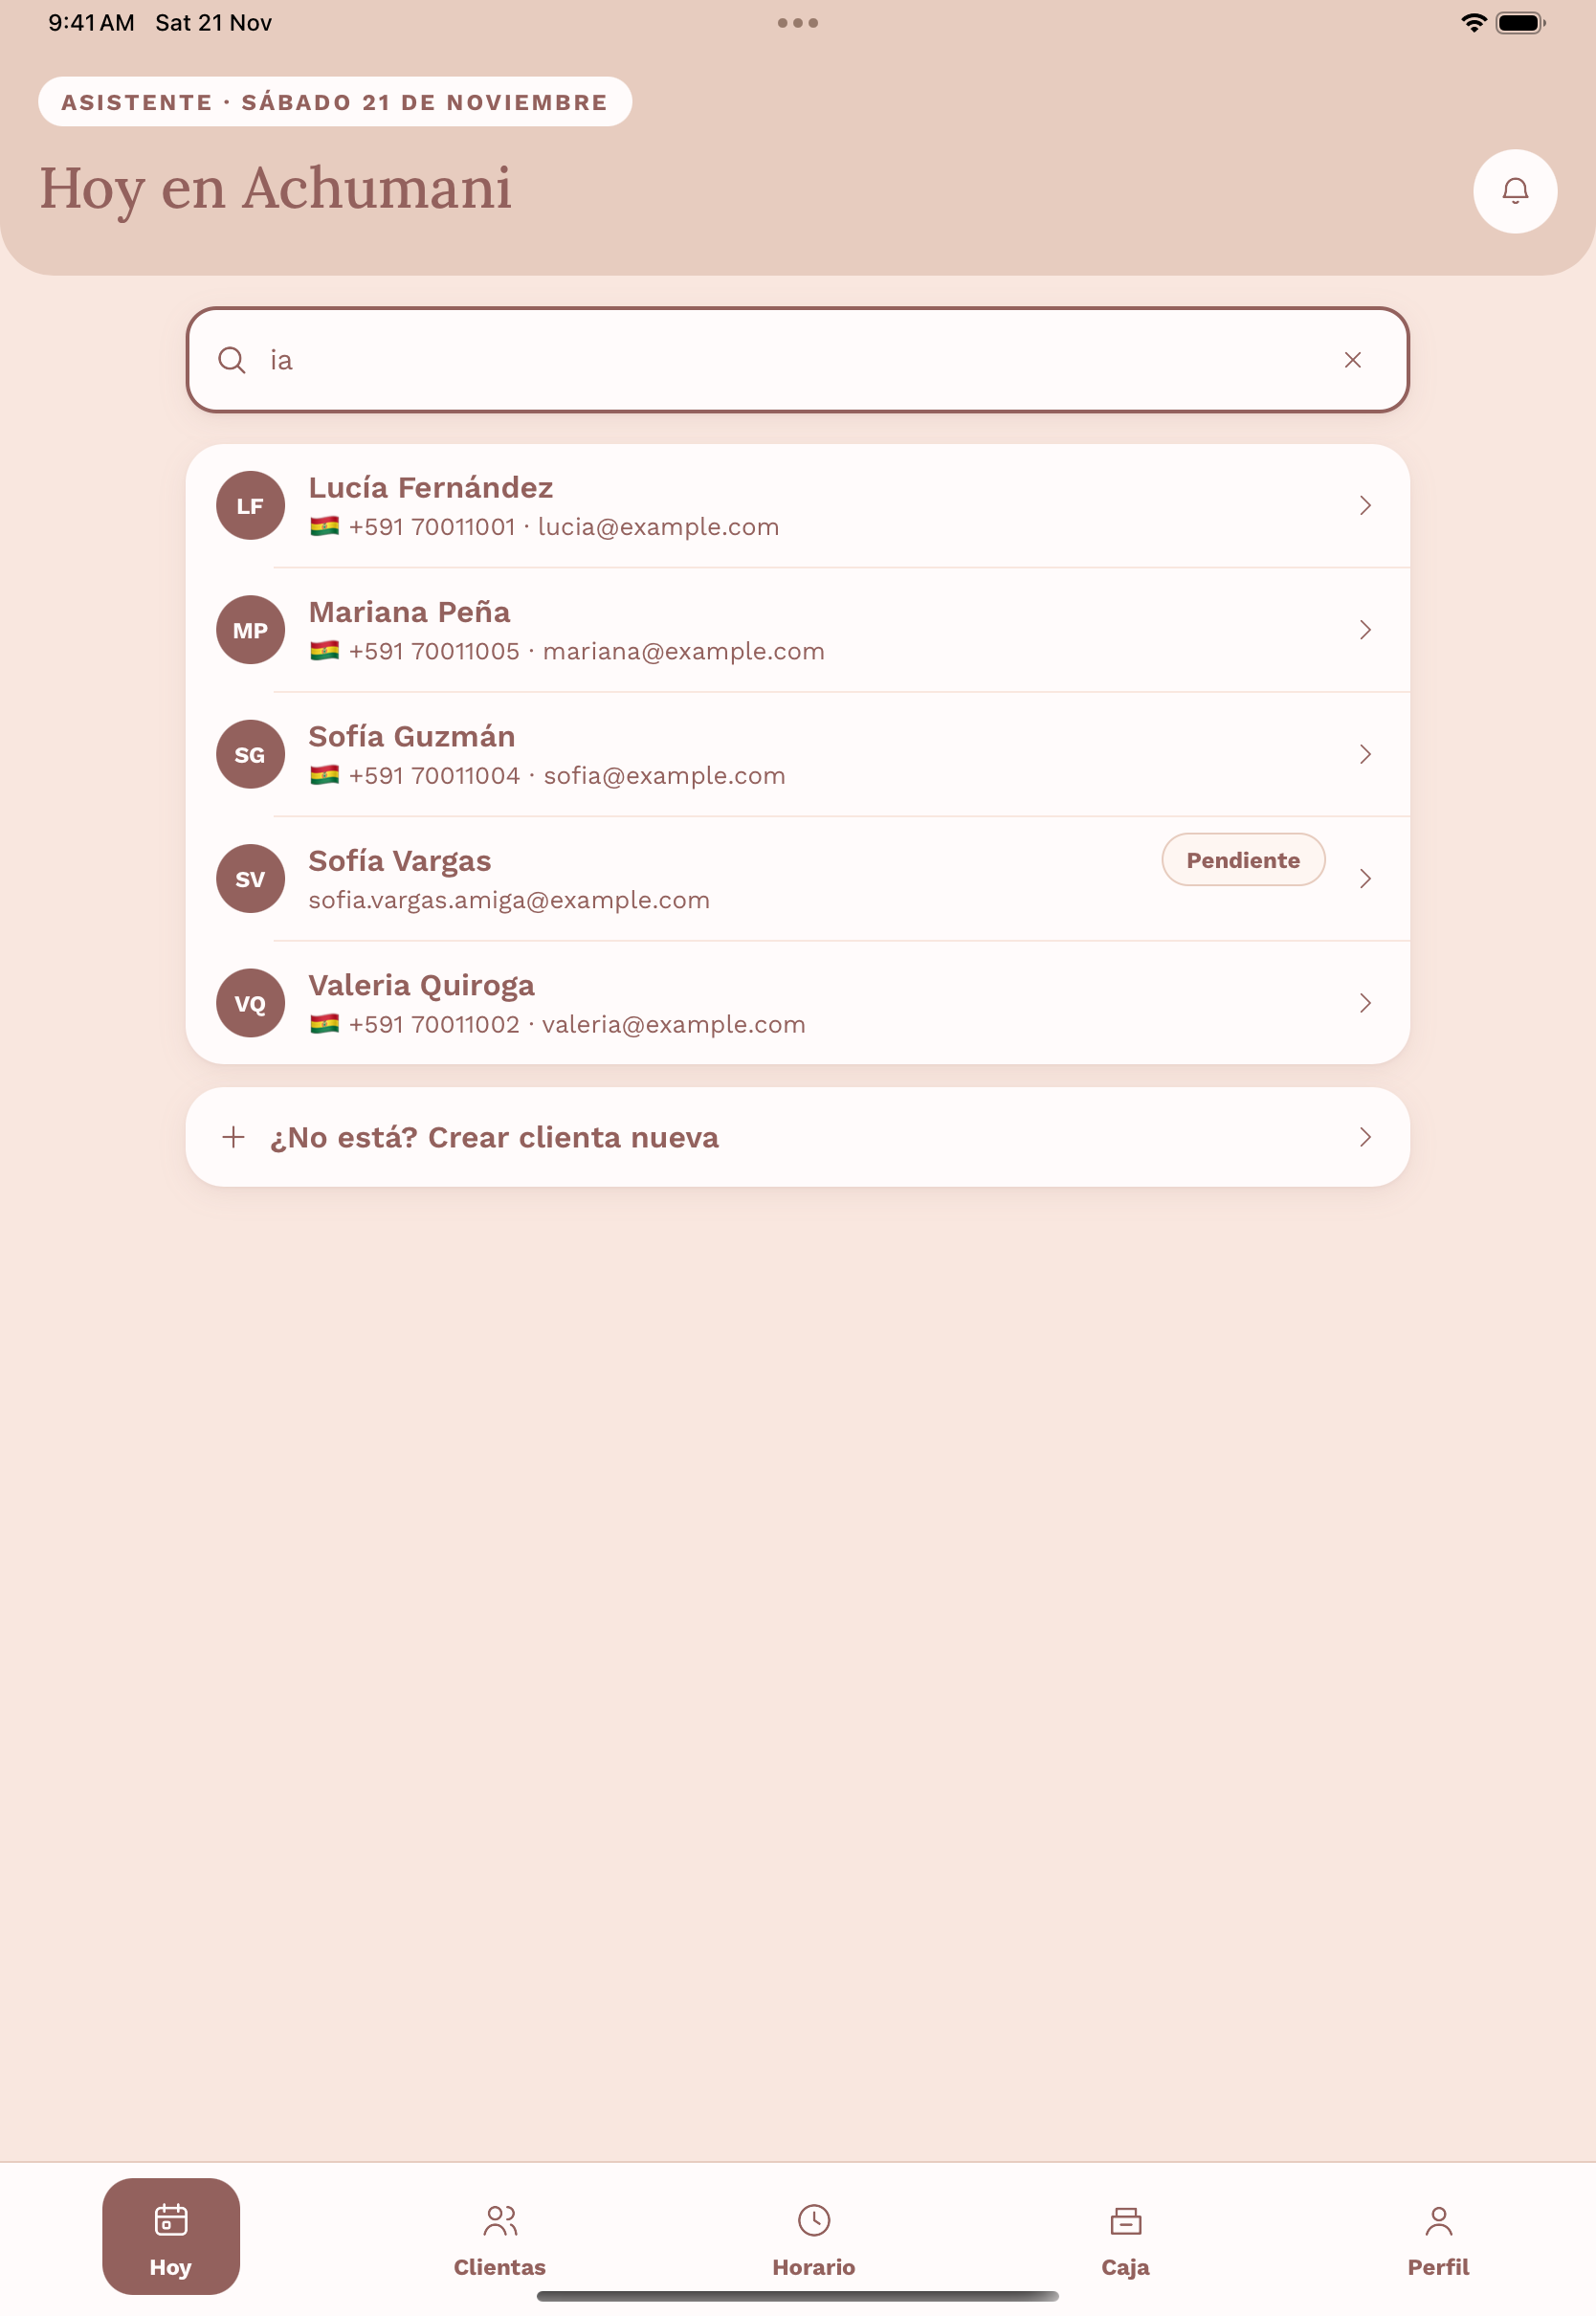 9:41 AM Sat 21 Nov
ASISTENTE · SÁBADO 21 DE NOVIEMBRE
Hoy en Achumani
ia
LF
Lucía Fernández
+591 70011001 · lucia@example.com
MP
Mariana Peña
+591 70011005 · mariana@example.com
SG
Sofía Guzmán
+591 70011004 · sofia@example.com
SV
Sofía Vargas
Pendiente
sofia.vargas.amiga@example.com
VQ
Valeria Quiroga
+591 70011002 · valeria@example.com
¿No está? Crear clienta nueva
Hoy
Clientas
Horario
Caja
Perfil